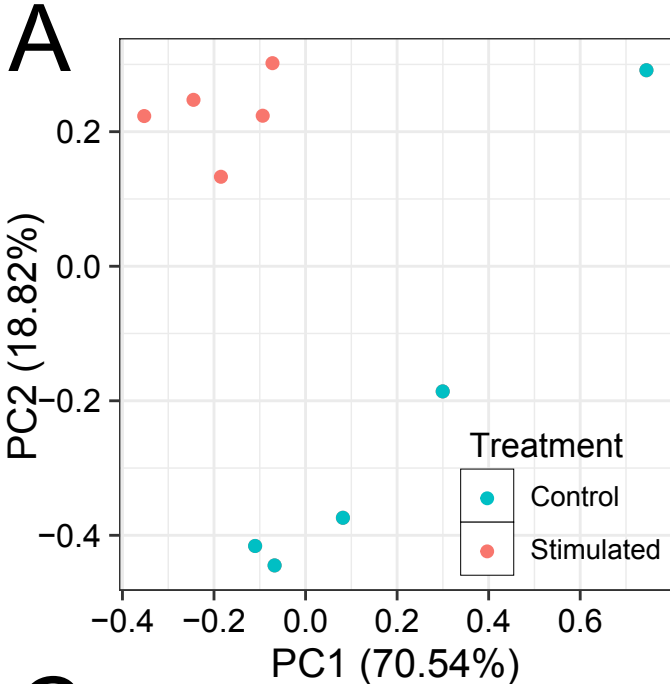 A
PC2 (18.82%)
0.2
0.0
−0.2
−0.4
Treatment
Control
Stimulated
−0.4 −0.2 0.0 0.2 0.4 0.6
PC1 (70.54%)